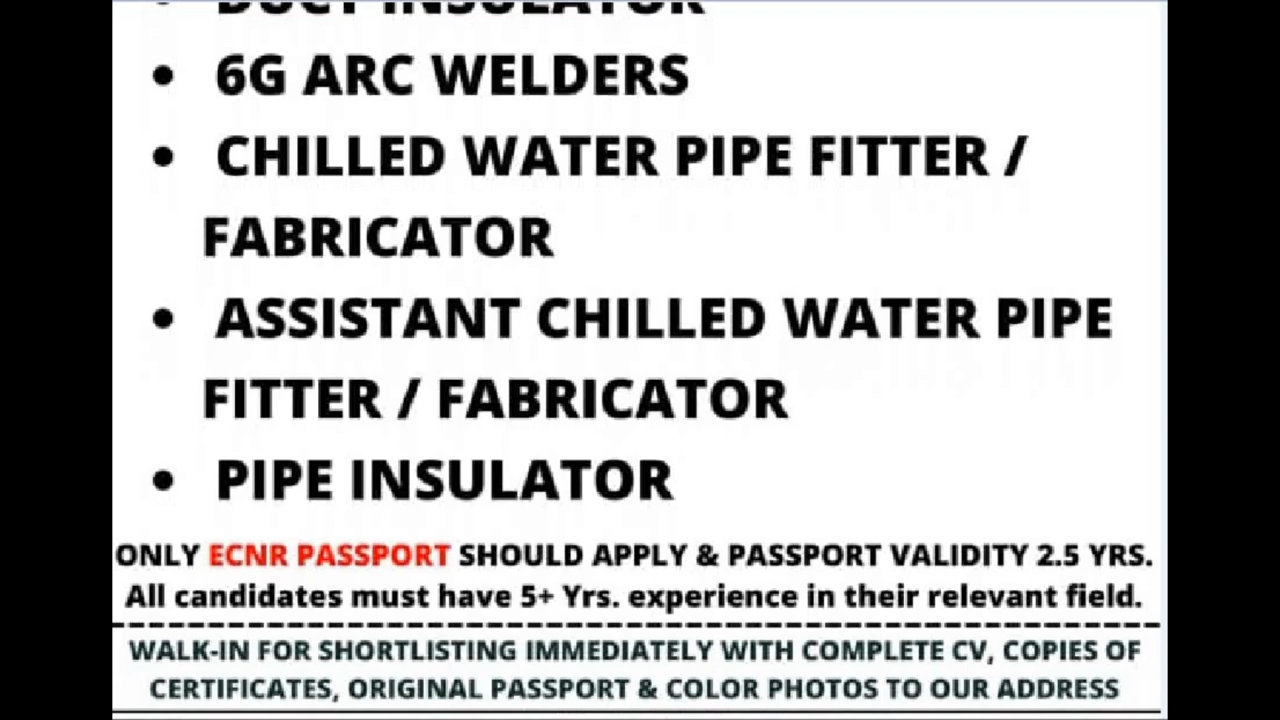 • DUCT INSULATOR
• 6G ARC WELDERS
• CHILLED WATER PIPE FITTER /
FABRICATOR
• ASSISTANT CHILLED WATER PIPE
FITTER / FABRICATOR
• PIPE INSULATOR
ONLY ECNR PASSPORT SHOULD APPLY & PASSPORT VALIDITY 2.5 YRS.
All candidates must have 5+ Yrs. experience in their relevant field.
WALK-IN FOR SHORTLISTING IMMEDIATELY WITH COMPLETE CV, COPIES OF
CERTIFICATES, ORIGINAL PASSPORT & COLOR PHOTOS TO OUR ADDRESS